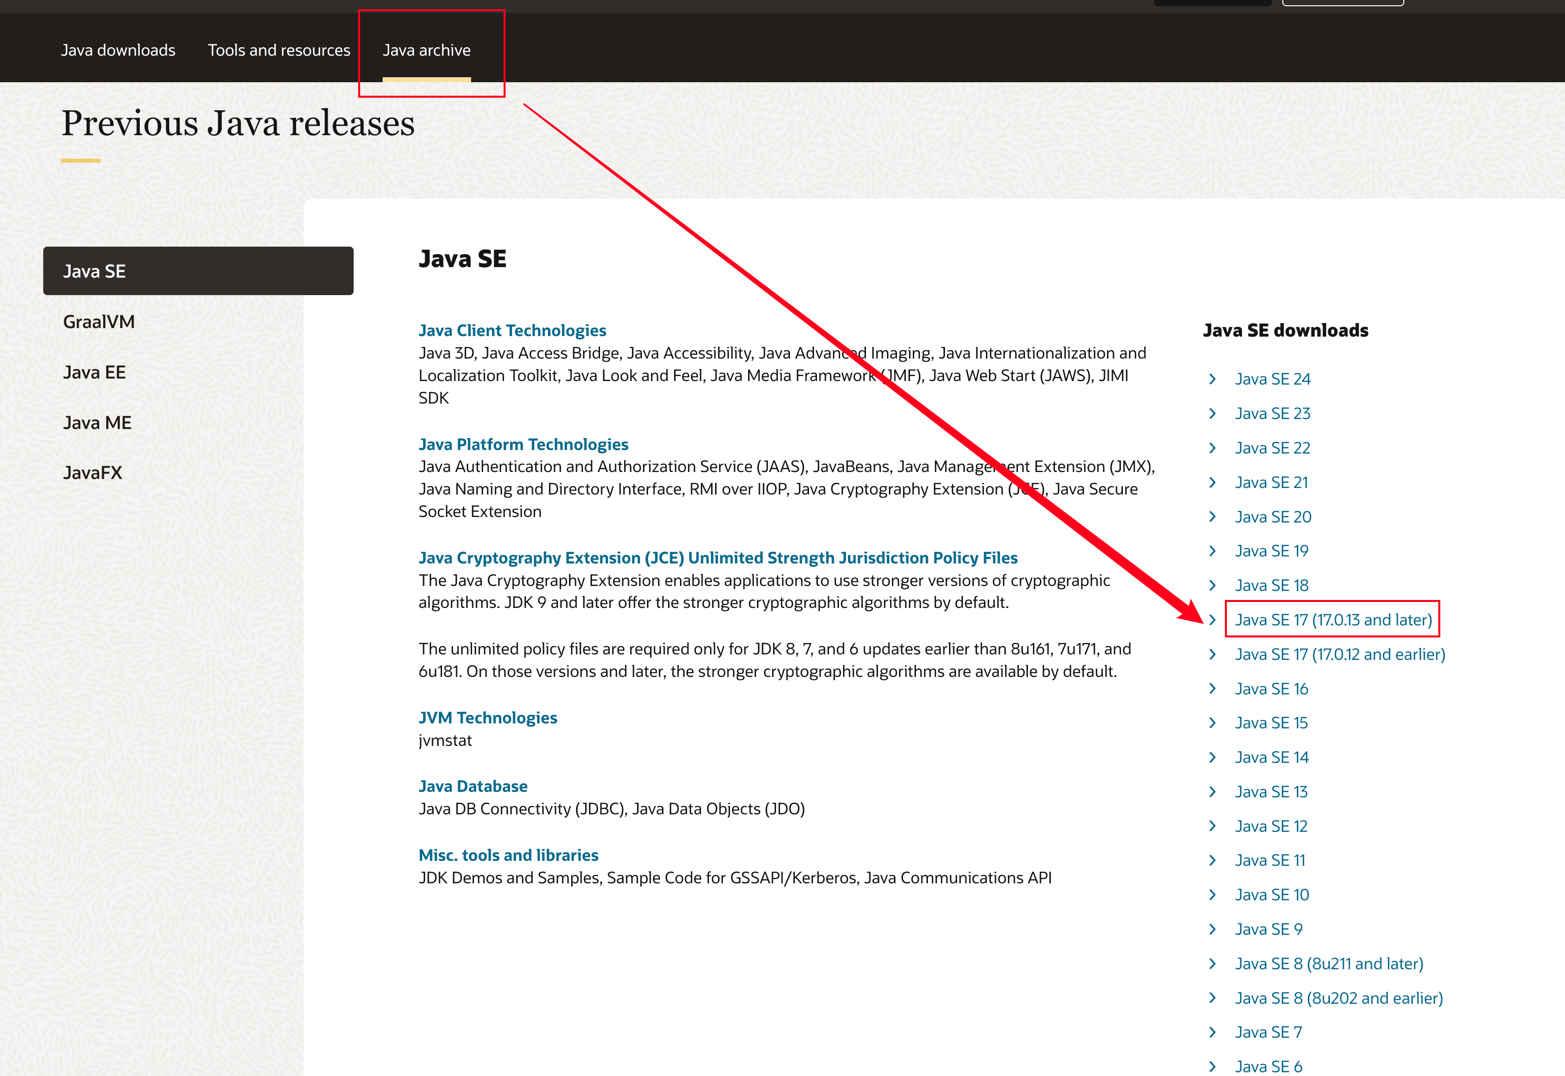 Java downloads
Tools and resources
Java archive
Previous Java releases
Java SE
GraalVM
Java EE
Java ME
JavaFX
Java SE
Java Client Technologies
Java 3D, Java Access Bridge, Java Accessibility, Java Advanced Imaging, Java Internationalization and
Localization Toolkit, Java Look and Feel, Java Media Framework (JMF), Java Web Start (JAWS), JIMI
SDK
Java Platform Technologies
Java Authentication and Authorization Service (JAAS), JavaBeans, Java Management Extension (JMX),
Java Naming and Directory Interface, RMI over IIOP, Java Cryptography Extension (JCE), Java Secure
Socket Extension
Java Cryptography Extension (JCE) Unlimited Strength Jurisdiction Policy Files
The Java Cryptography Extension enables applications to use stronger versions of cryptographic
algorithms. JDK 9 and later offer the stronger cryptographic algorithms by default.
The unlimited policy files are required only for JDK 8, 7, and 6 updates earlier than 8u161, 7u171, and
6u181. On those versions and later, the stronger cryptographic algorithms are available by default.
JVM Technologies
jvmstat
Java Database
Java DB Connectivity (JDBC), Java Data Objects (JDO)
Misc. tools and libraries
JDK Demos and Samples, Sample Code for GSSAPI/Kerberos, Java Communications API
Java SE downloads
Java SE 24
Java SE 23
Java SE 22
Java SE 21
Java SE 20
Java SE 19
Java SE 18
Java SE 17 (17.0.13 and later)
Java SE 17 (17.0.12 and earlier)
Java SE 16
Java SE 15
Java SE 14
Java SE 13
Java SE 12
Java SE 11
Java SE 10
Java SE 9
Java SE 8 (8u211 and later)
Java SE 8 (8u202 and earlier)
Java SE 7
Java SE 6